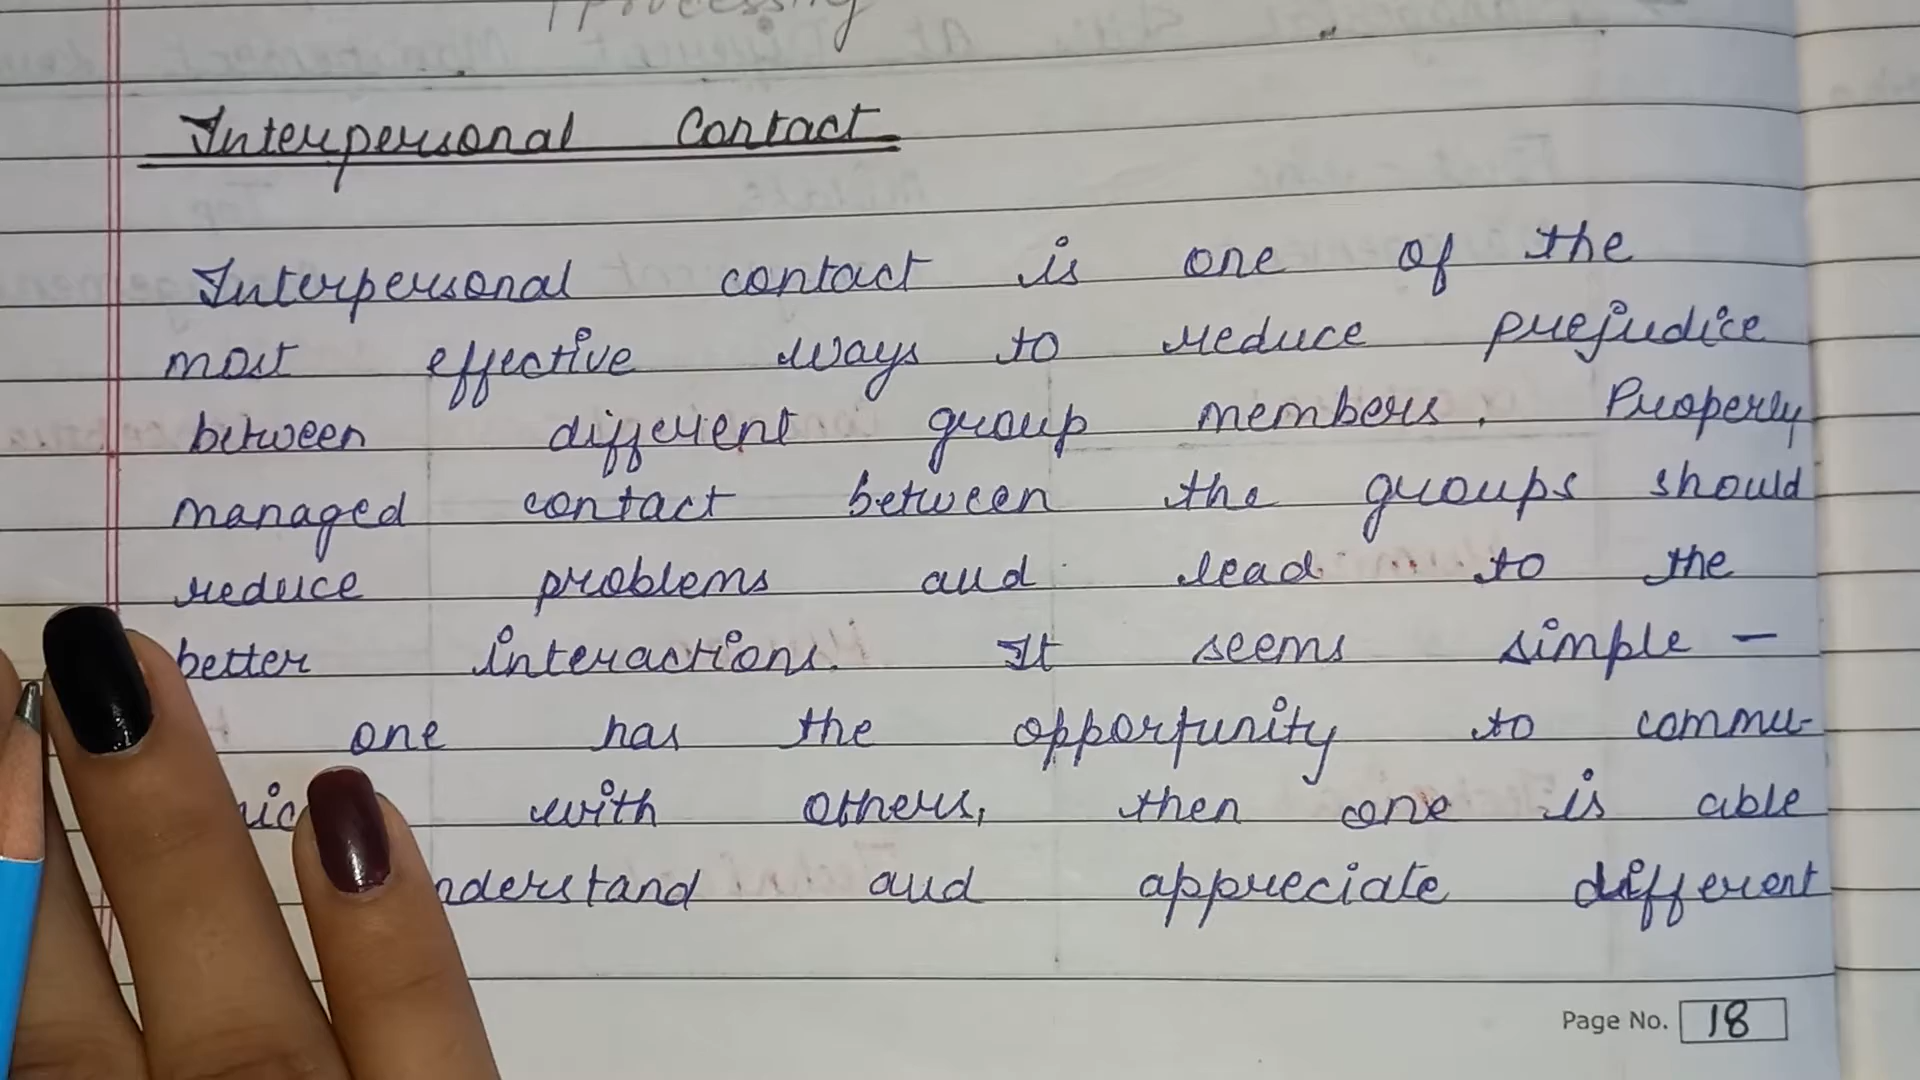 Processing
Interpersonal Contact
Interpersonal contact is one of the
most effective ways to reduce prejudice
between different group members. Properly
managed contact between the groups should
reduce problems and lead to the
better interactions. It seems simple -
one has the opportunity to commu-
with others, then one is able
and appreciate different
Page No. 18